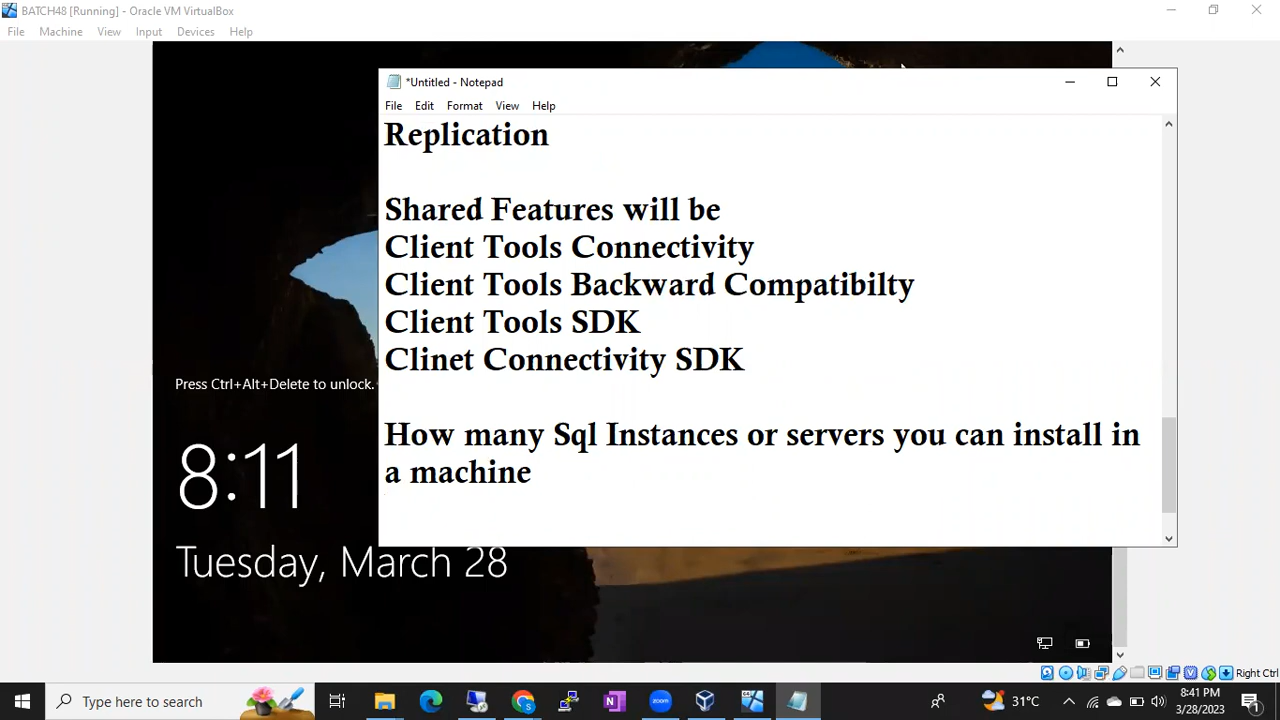 BATCH48 [Running] - Oracle VM VirtualBox
File Machine View Input Devices Help
*Untitled - Notepad
File Edit Format View Help
Replication
Shared Features will be
Client Tools Connectivity
Client Tools Backward Compatibilty
Client Tools SDK
Clinet Connectivity SDK
How many Sql Instances or servers you can install in
a machine
Press Ctrl+Alt+Delete to unlock.
8:11
Tuesday, March 28
Right Ctrl
Type here to search
zoom
31°C
8:41 PM
3/28/2023
1